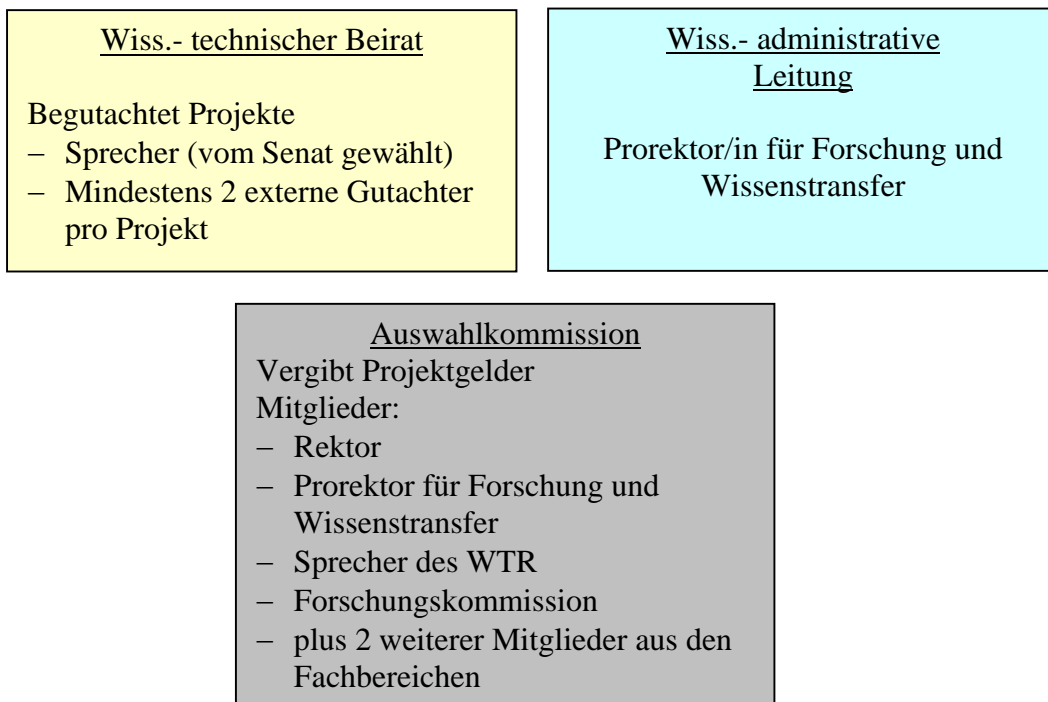 Wiss.- technischer Beirat
Begutachtet Projekte
– Sprecher (vom Senat gewählt)
– Mindestens 2 externe Gutachter
pro Projekt
Wiss.- administrative
Leitung
Prorektor/in für Forschung und
Wissenstransfer
Auswahlkommission
Vergibt Projektgelder
Mitglieder:
– Rektor
– Prorektor für Forschung und
Wissenstransfer
– Sprecher des WTR
– Forschungskommission
– plus 2 weiterer Mitglieder aus den
Fachbereichen